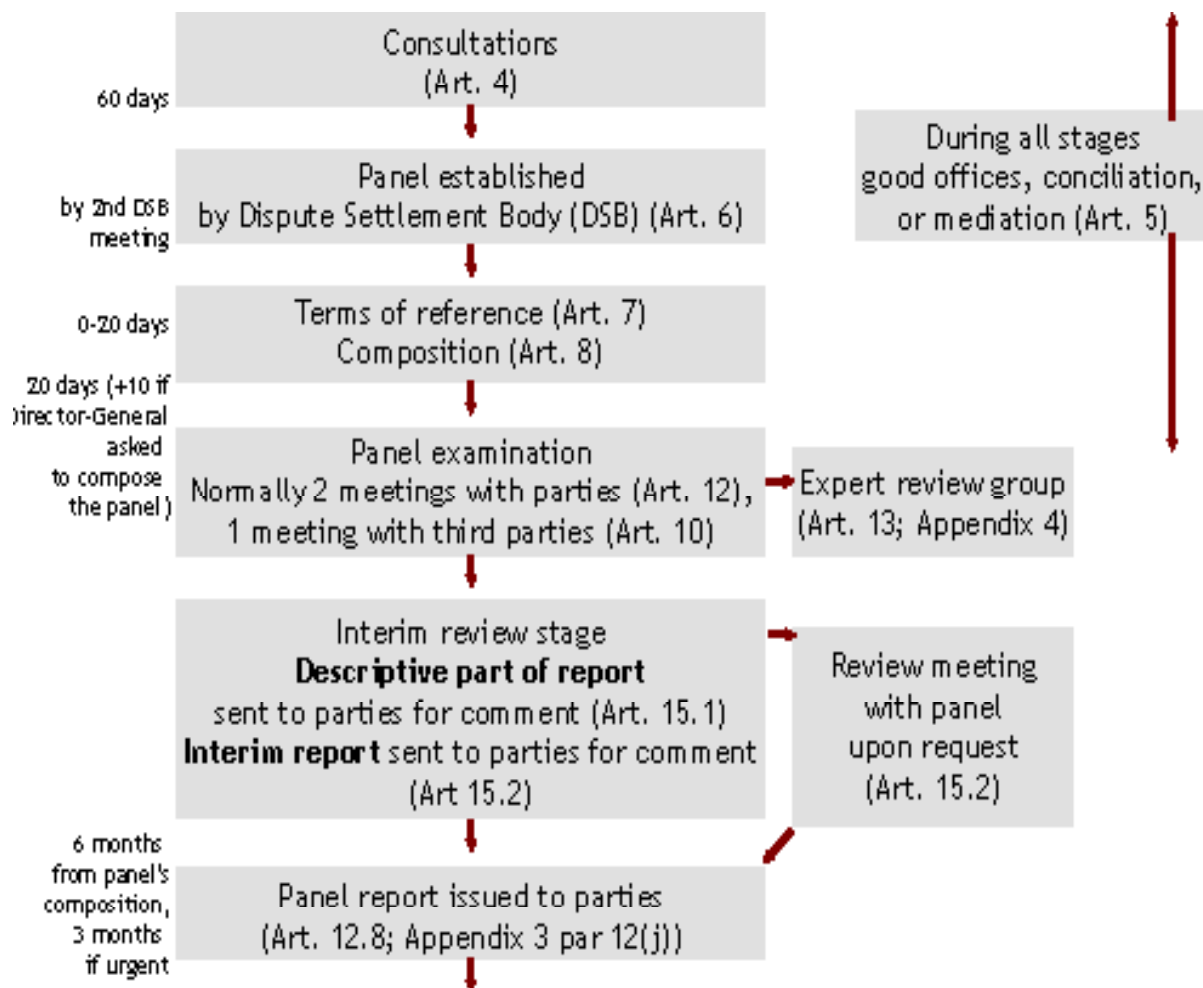 Consultations
(Art. 4)
60 days
During all stages
good offices, conciliation,
or mediation (Art. 5)
Panel established
by Dispute Settlement Body (DSB) (Art. 6)
by 2nd DSB
meeting
0-20 days
Terms of reference (Art. 7)
Composition (Art. 8)
20 days (+10 if
Director-General
asked
to compose
the panel)
Panel examination
Normally 2 meetings with parties (Art. 12),
1 meeting with third parties (Art. 10)
Expert review group
(Art. 13; Appendix 4)
Interim review stage
Descriptive part of report
sent to parties for comment (Art. 15.1)
Interim report sent to parties for comment
(Art 15.2)
Review meeting
with panel
upon request
(Art. 15.2)
6 months
from panel's
composition,
3 months
if urgent
Panel report issued to parties
(Art. 12.8; Appendix 3 par 12(j))